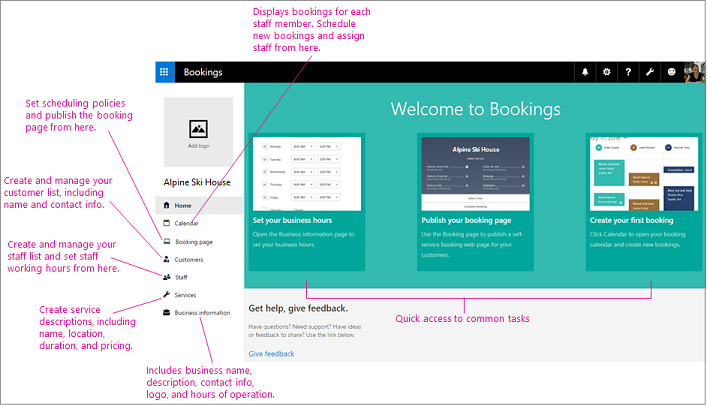 Displays bookings for each
staff member. Schedule
new bookings and assign
staff from here.
Bookings
?
Set scheduling policies
and publish the booking
page from here.
Add logo
Welcome to Bookings
Monday
Tuesday
Wednesday
Thursday
Friday
Alpine Ski House
Create and manage your
customer list, including
name and contact info.
Alpine Ski House
Home
Calendar
Booking page
Customers
Staff
Services
Business information
Set your business hours
Open the Business information page to
set your business hours.
Publish your booking page
Use the Booking page to publish a self-
service booking web page for your
customers.
Create your first booking
Click Calendar to open your booking
calendar and create new bookings.
Create and manage your
staff list and set staff
working hours from here.
Create service
descriptions, including
name, location,
duration, and pricing.
Get help, give feedback.
Have questions? Need support? Have ideas
or feedback to share? Use the link below.
Give feedback
Quick access to common tasks
Includes business name,
description, contact info,
logo, and hours of operation.